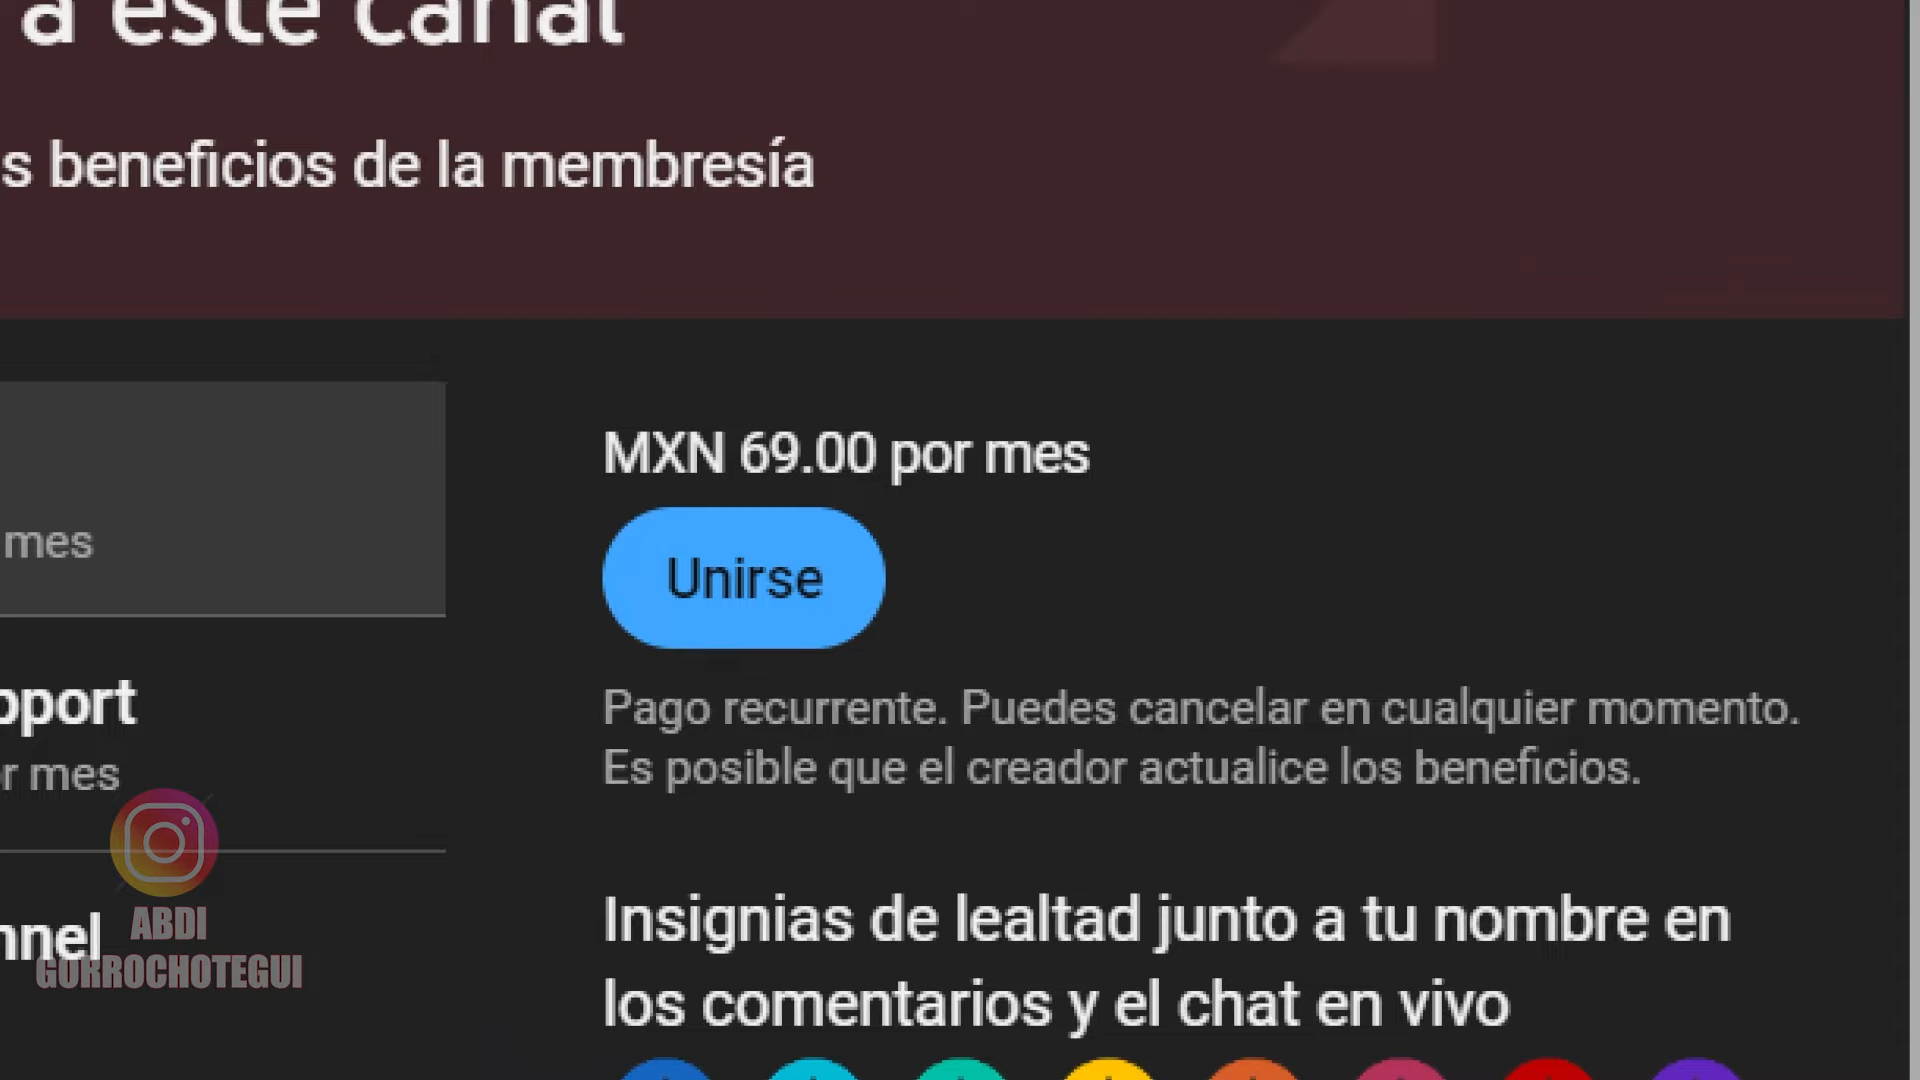 a este canal
s beneficios de la membresía
MXN 69.00 por mes
Unirse
mes
Pago recurrente. Puedes cancelar en cualquier momento.
Es posible que el creador actualice los beneficios.
pport
or mes
Insignias de lealtad junto a tu nombre en
los comentarios y el chat en vivo
nnel
ABDI
GORROCHOTEGUI